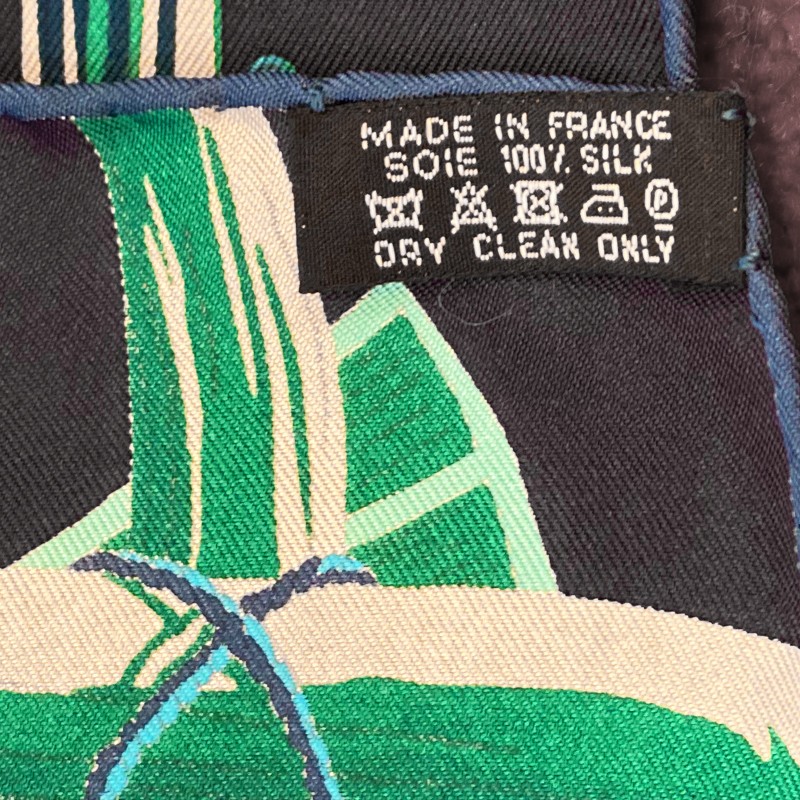 MADE IN FRANCE
SOIE 100% SILK
P
DRY CLEAN ONLY